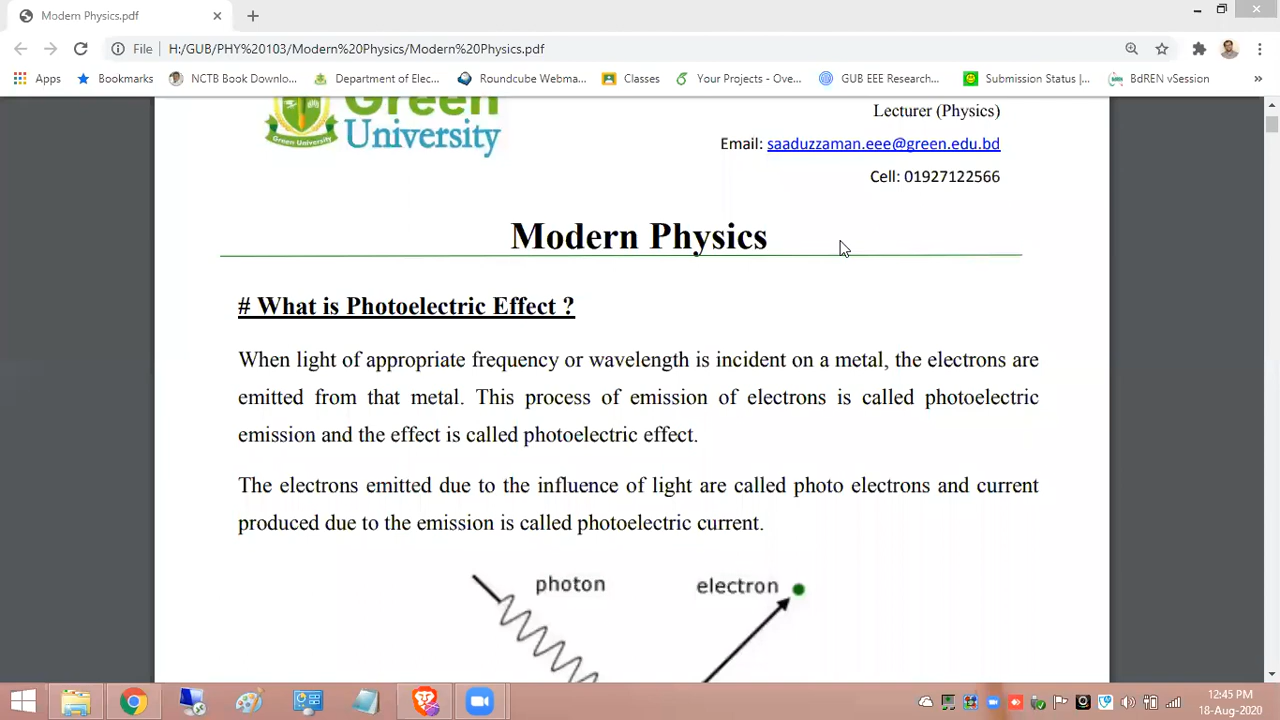 Modern Physics.pdf
File | H:/GUB/PHY%20103/Modern%20Physics/Modern%20Physics.pdf
Apps Bookmarks NCTB Book Downlo... Department of Elec... Roundcube Webma... Classes Your Projects - Ove... GUB EEE Research... Submission Status |... BdREN vSession »
Green
University
Green University
Lecturer (Physics)
Email: saaduzzaman.eee@green.edu.bd
Cell: 01927122566
Modern Physics
# What is Photoelectric Effect ?
When light of appropriate frequency or wavelength is incident on a metal, the electrons are
emitted from that metal. This process of emission of electrons is called photoelectric
emission and the effect is called photoelectric effect.
The electrons emitted due to the influence of light are called photo electrons and current
produced due to the emission is called photoelectric current.
photon
electron
12:45 PM
18-Aug-2020